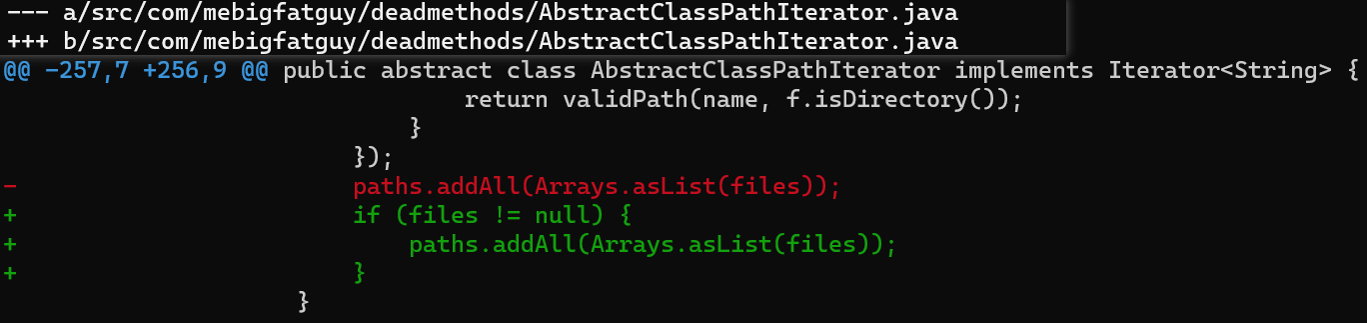 --- a/src/com/mebigfatguy/deadmethods/AbstractClassPathIterator.java
+++ b/src/com/mebigfatguy/deadmethods/AbstractClassPathIterator.java
@@ -257,7 +256,9 @@ public abstract class AbstractClassPathIterator implements Iterator<String> {
                                 return validPath(name, f.isDirectory());
                             }
                         });
-                        paths.addAll(Arrays.asList(files));
+                        if (files != null) {
+                            paths.addAll(Arrays.asList(files));
+                        }
                     }